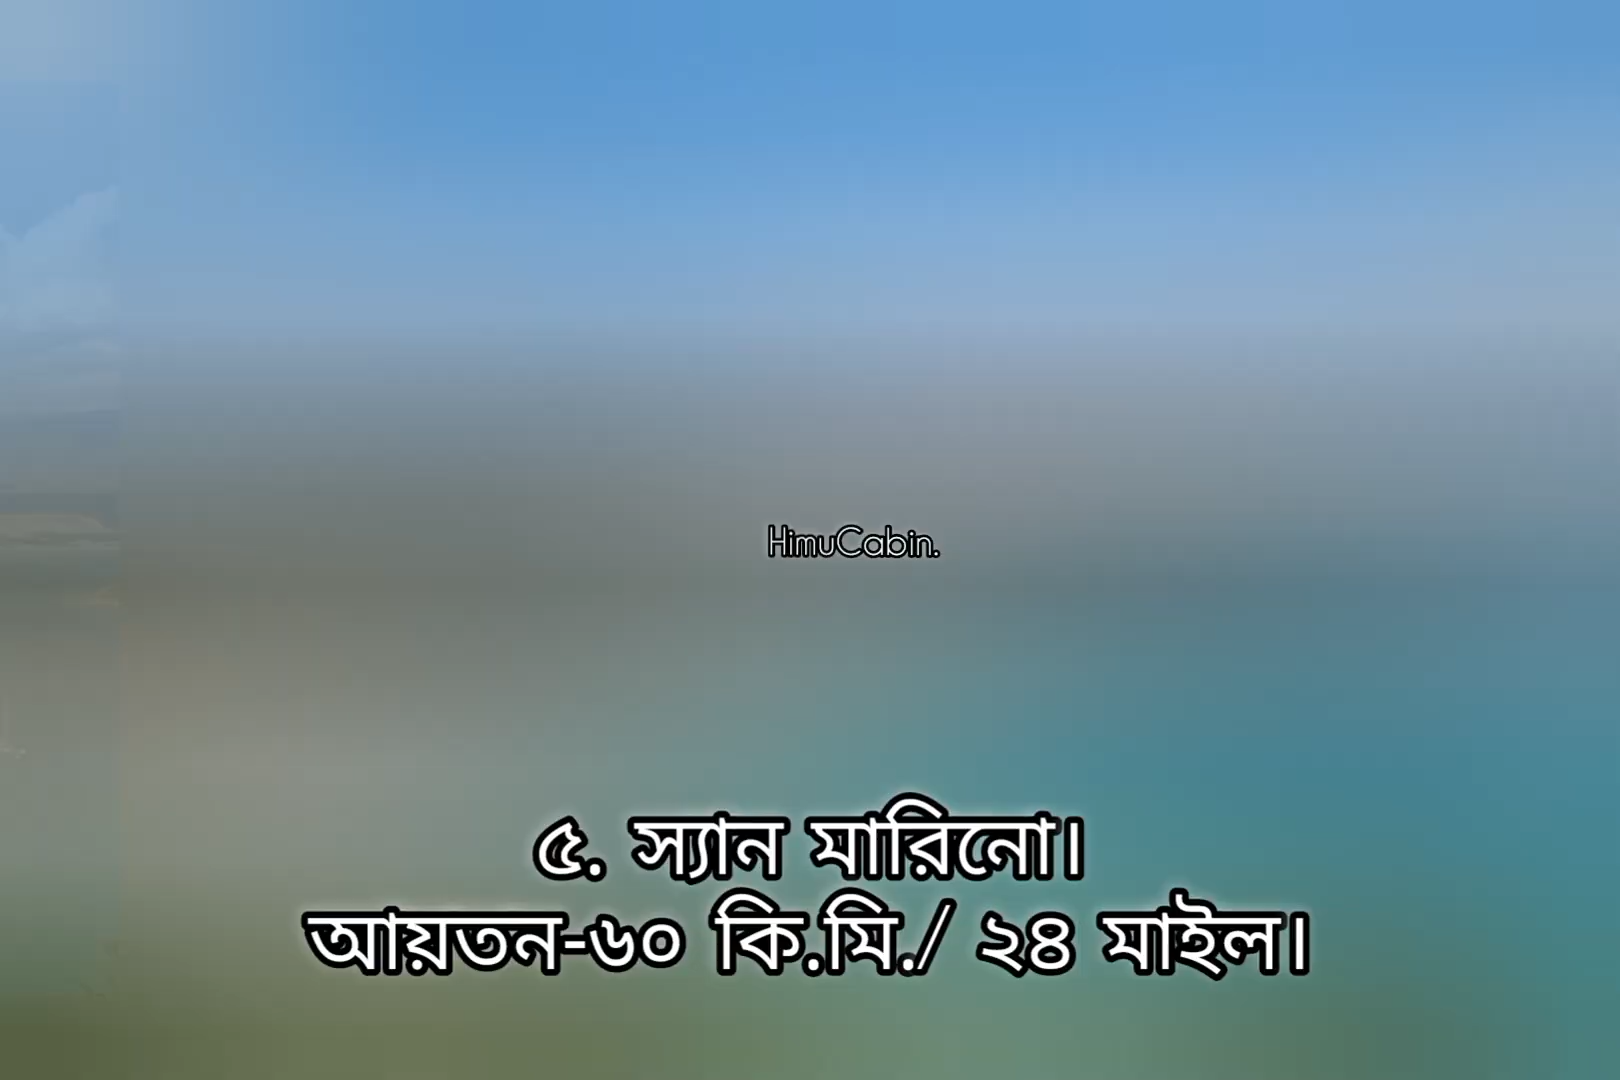 HimuCabin.
৫. স্যান মারিনো।
আয়তন-৬০ কি.মি./ ২৪ মাইল।